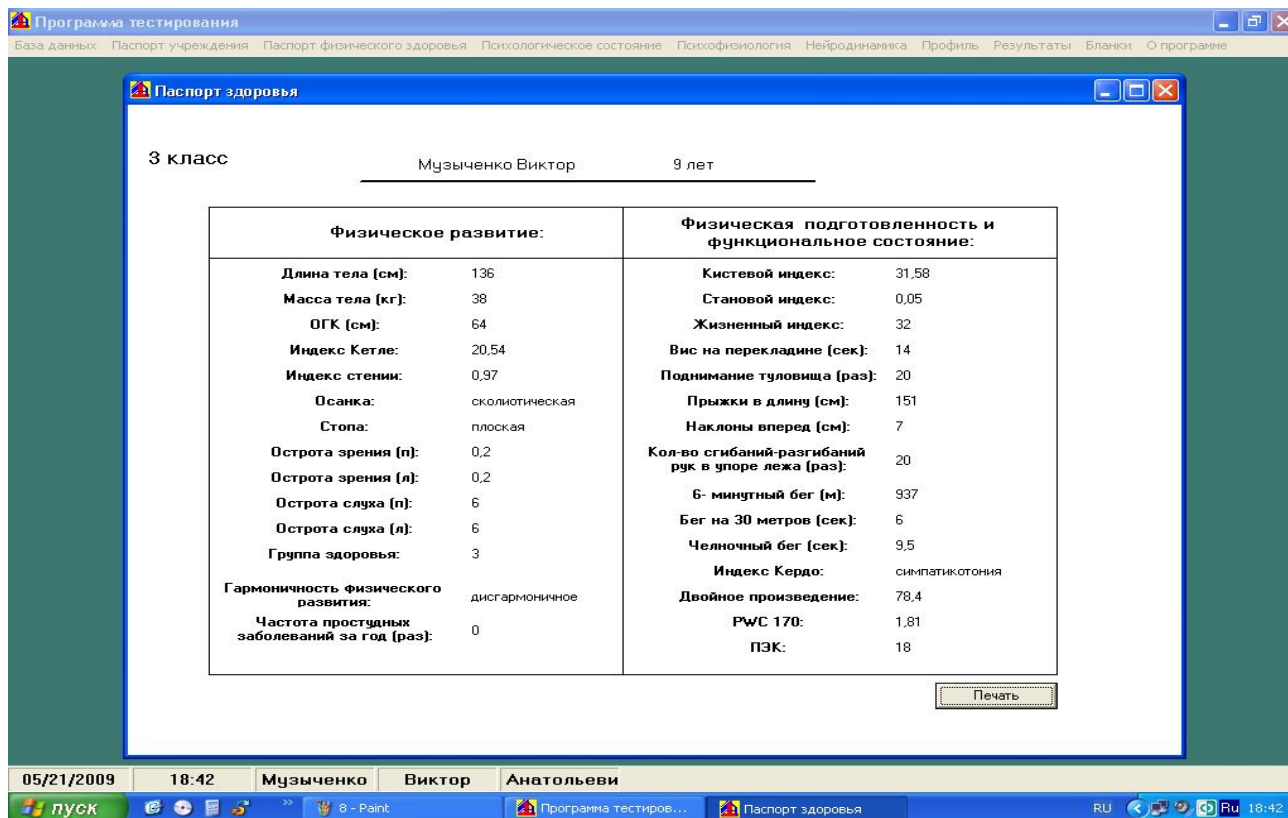 Программа тестирования
База данных Паспорт учреждения Паспорт физического здоровья Психологическое состояние Психофизиология Нейродинамика Профиль Результаты Бланки О программе
Паспорт здоровья
3 класс Музыченко Виктор 9 лет
Физическое развитие:
Длина тела (см): 136
Масса тела (кг): 38
ОГК (см): 64
Индекс Кетле: 20,54
Индекс стении: 0,97
Осанка: сколиотическая
Стопа: плоская
Острота зрения (п): 0,2
Острота зрения (л): 0,2
Острота слуха (п): 6
Острота слуха (л): 6
Группа здоровья: 3
Гармоничность физического
развития: дисгармоничное
Частота простудных
заболеваний за год (раз): 0
Физическая подготовленность и
функциональное состояние:
Кистевой индекс: 31,58
Становой индекс: 0,05
Жизненный индекс: 32
Вис на перекладине (сек): 14
Поднимание туловища (раз): 20
Прыжки в длину (см): 151
Наклоны вперед (см): 7
Кол-во сгибаний-разгибаний
рук в упоре лежа (раз): 20
6- минутный бег (м): 937
Бег на 30 метров (сек): 6
Челночный бег (сек): 9,5
Индекс Кердо: симпатикотония
Двойное произведение: 78,4
PWC 170: 1,81
ПЭК: 18
Печать
05/21/2009 18:42 Музыченко Виктор Анатольеви
пуск 8 - Paint Программа тестиров... Паспорт здоровья RU Ru 18:42